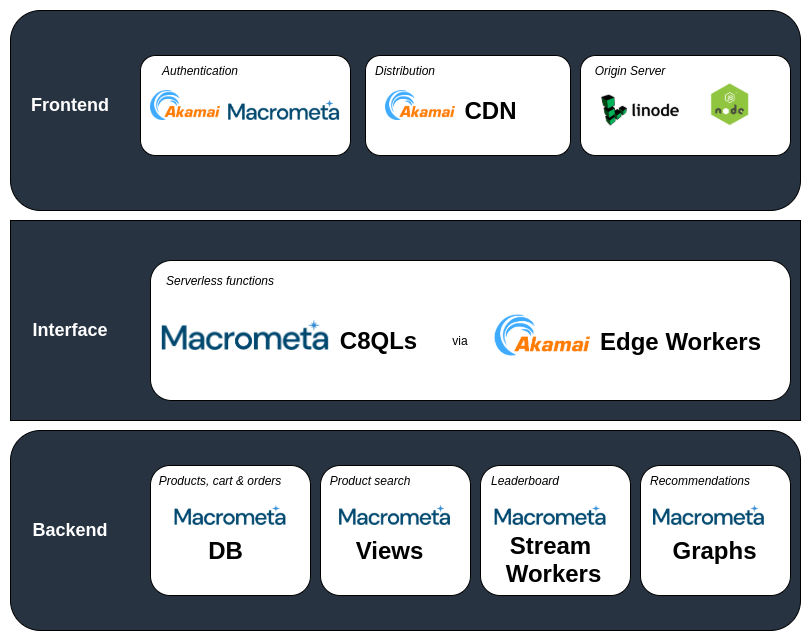 Frontend
Authentication
Akamai Macrometa
Distribution
Akamai CDN
Origin Server
linode
node
JS
Interface
Serverless functions
Macrometa C8QLs via Akamai Edge Workers
Backend
Products, cart & orders
Macrometa
DB
Product search
Macrometa
Views
Leaderboard
Macrometa
Stream
Workers
Recommendations
Macrometa
Graphs